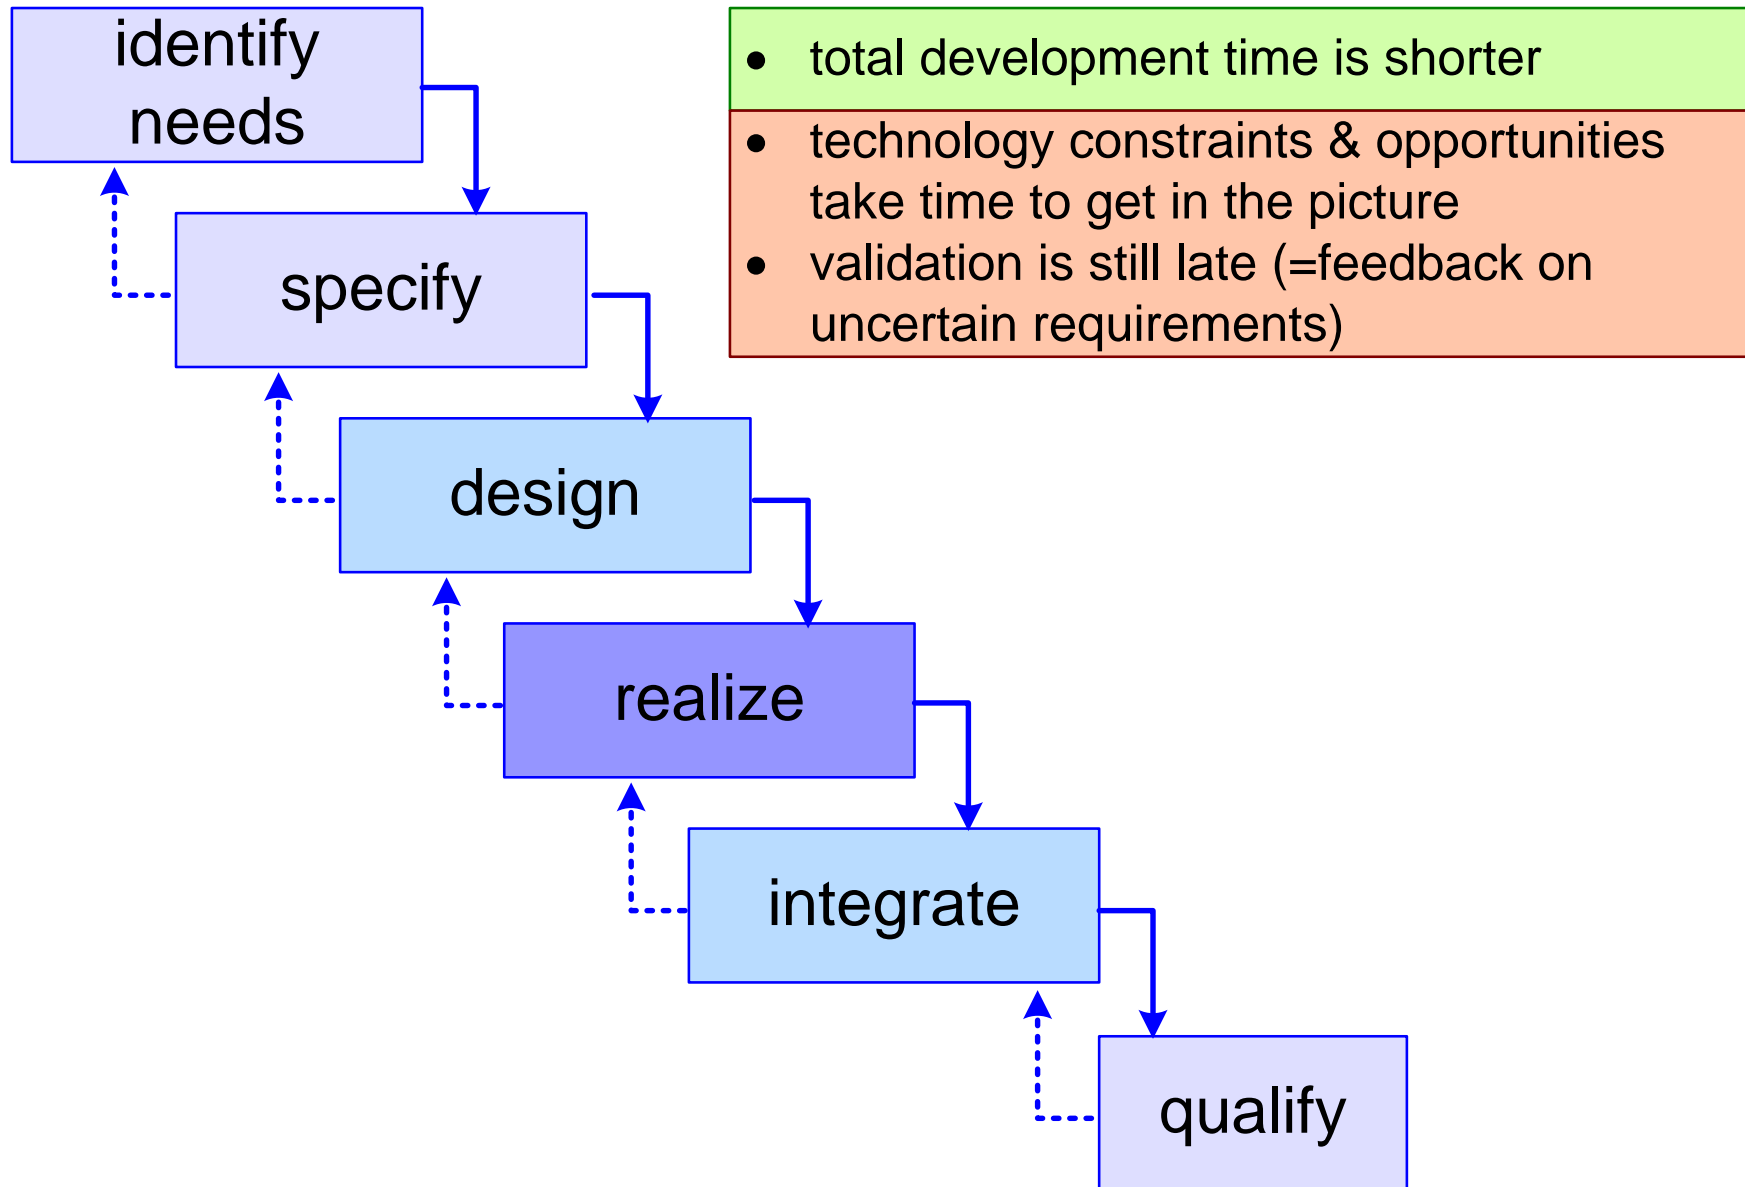 identify
needs
• total development time is shorter
• technology constraints & opportunities
take time to get in the picture
• validation is still late (=feedback on
uncertain requirements)
specify
design
realize
integrate
qualify